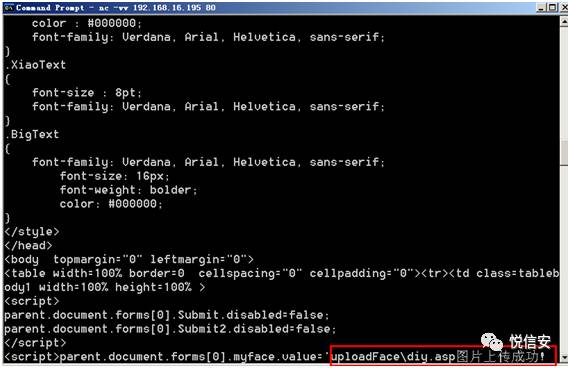 Command Prompt - nc -vv 192.168.16.195 80
color : #000000;
font-family: Verdana, Arial, Helvetica, sans-serif;
}
.XiaoText
{
font-size : 8pt;
font-family: Verdana, Arial, Helvetica, sans-serif;
}
.BigText
{
font-family: Verdana, Arial, Helvetica, sans-serif;
font-size: 16px;
font-weight: bolder;
color: #000000;
}
</style>
</head>
<body  topmargin="0" leftmargin="0">
<table width=100% border=0  cellspacing="0" cellpadding="0"><tr><td class=tableb
ody1 width=100% height=100% >
<script>
parent.document.forms[0].Submit.disabled=false;
parent.document.forms[0].Submit2.disabled=false;
</script>
<script>parent.document.forms[0].myface.value='uploadFace\diy.asp图片上传成功!
悦信安